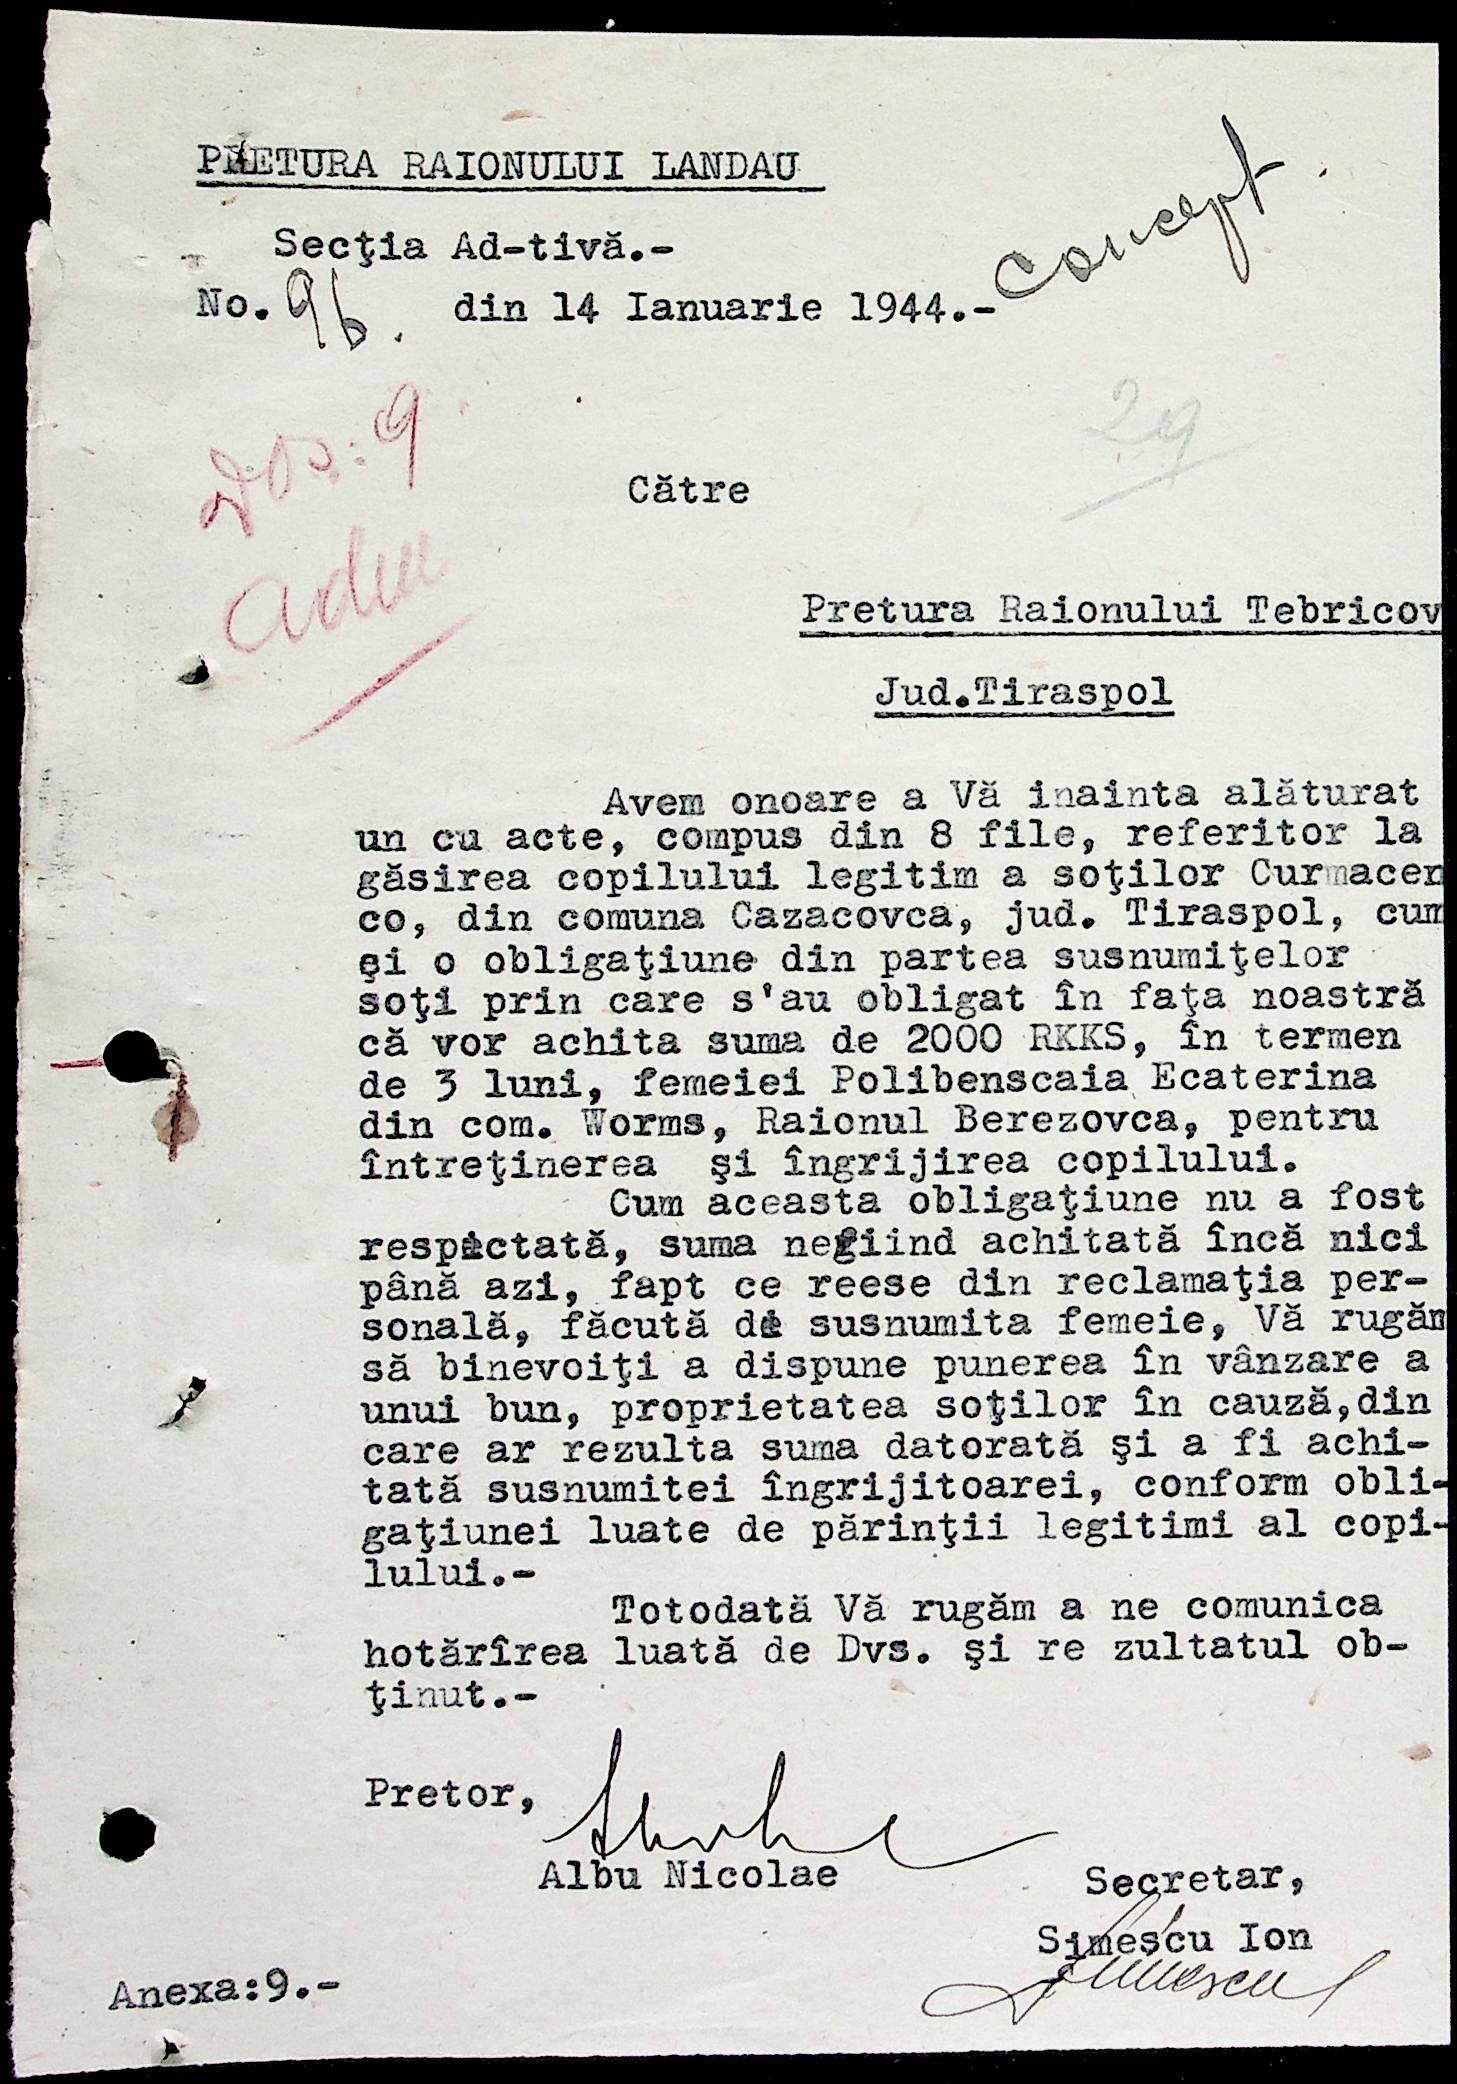 PRETURA RAIONULUI LANDAU
Concept
Secţia Ad-tivă.-
No. 96. din 14 Ianuarie 1944.-
Dos: 9
adm
29
Către
Pretura Raionului Tebricov
Jud.Tiraspol
Avem onoare a Vă inainta alăturat
un cu acte, compus din 8 file, referitor la
găsirea copilului legitim a soţilor Curmacen
co, din comuna Cazacovca, jud. Tiraspol, cum
şi o obligaţiune din partea susnumiţelor
soţi prin care s'au obligat în faţa noastră
că vor achita suma de 2000 RKKS, în termen
de 3 luni, femeiei Polibenscaia Ecaterina
din com. Worms, Raionul Berezovca, pentru
întreţinerea şi îngrijirea copilului.
Cum aceasta obligaţiune nu a fost
respectată, suma nefiind achitată încă nici
până azi, fapt ce reese din reclamaţia per-
sonală, făcută de susnumita femeie, Vă rugăm
să binevoiţi a dispune punerea în vânzare a
unui bun, proprietatea soţilor în cauză,din
care ar rezulta suma datorată şi a fi achi-
tată susnumitei îngrijitoarei, conform obli-
gaţiunei luate de părinţii legitimi al copi-
lului.-
Totodată Vă rugăm a ne comunica
hotărîrea luată de Dvs. şi re zultatul ob-
ţinut.-
Pretor,
Albu Nicolae
Secretar,
Simescu Ion
Simescu
Anexa:9.-